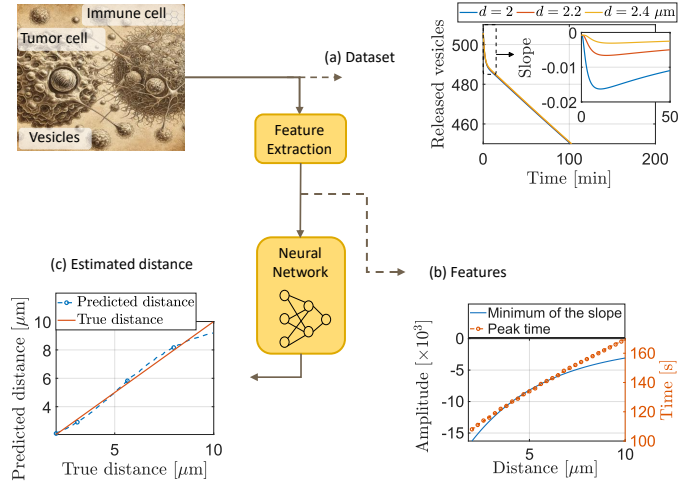 Immune cell
Tumor cell
Vesicles
(a) Dataset
Feature
Extraction
Neural
Network
d = 2 d = 2.2 d = 2.4 μm
Released vesicles
500
480
460
0 100 200
Time [min]
Slope
0
-0.01
-0.02
0 50
(b) Features
Minimum of the slope
Peak time
Amplitude [×10³]
0
-5
-10
-15
5 10
Distance [μm]
160
140
120
100
Time [s]
(c) Estimated distance
Predicted distance
True distance
Predicted distance [μm]
10
8
6
4
5 10
True distance [μm]